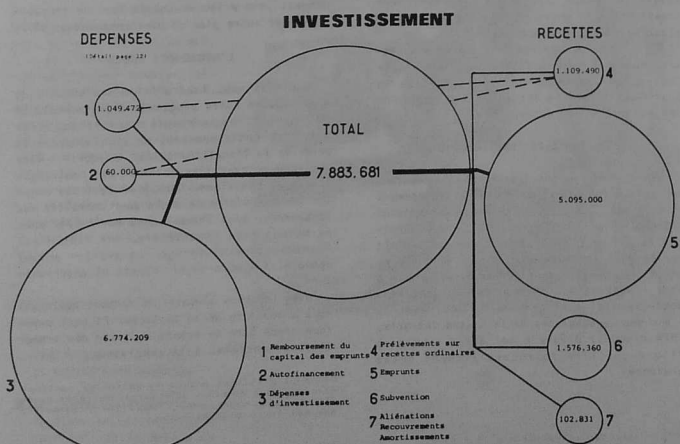 INVESTISSEMENT
DEPENSES
(Détail page 12)
RECETTES
1 1.049.472
2 60.000
3 6.774.209
TOTAL
7.883.681
1.109.490 4
5.095.000 5
1.576.360 6
102.831 7
1 Remboursement du
capital des emprunts
2 Autofinancement
3 Dépenses
d'investissement
4 Prélèvements sur
recettes ordinaires
5 Emprunts
6 Subvention
7 Aliénations
Recouvrements
Amortissements